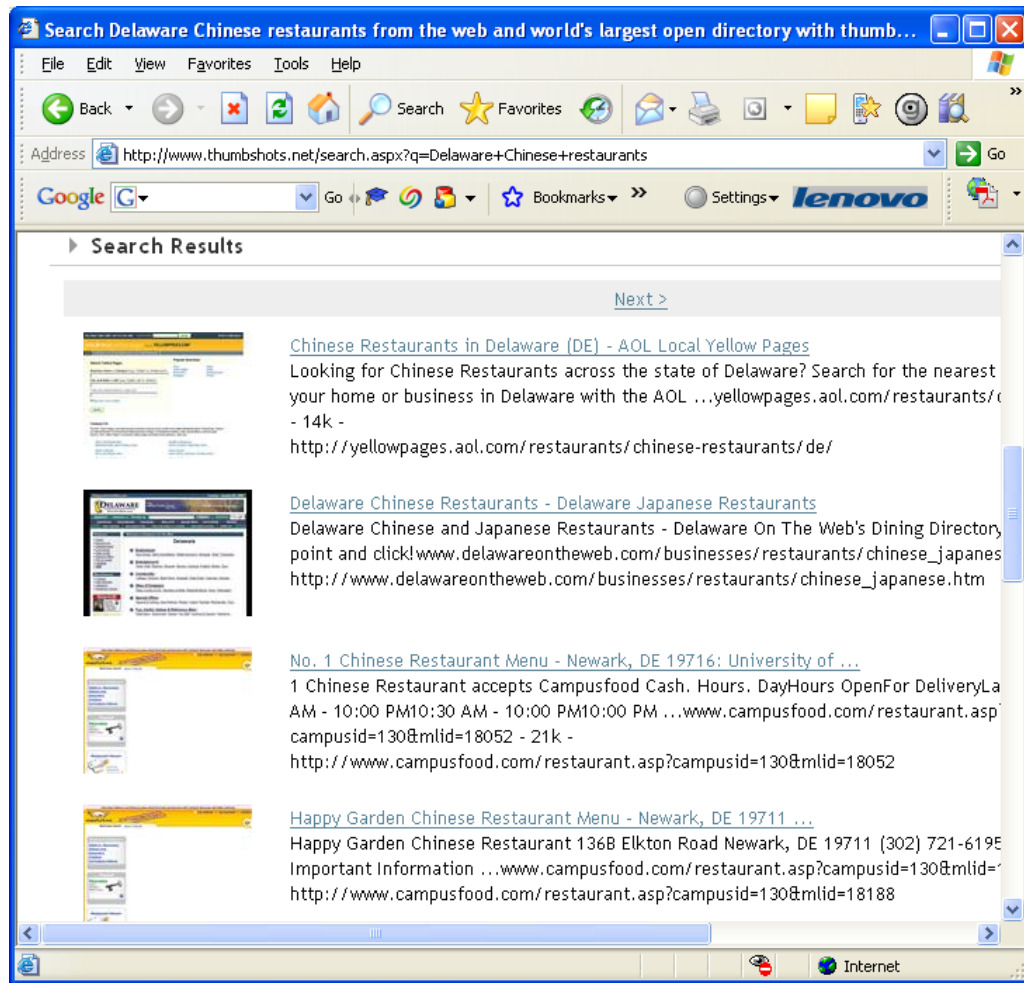 Search Delaware Chinese restaurants from the web and world's largest open directory with thumb...
File Edit View Favorites Tools Help
Back Search Favorites
Address http://www.thumbshots.net/search.aspx?q=Delaware+Chinese+restaurants Go
Google G Go Bookmarks Settings lenovo
Search Results
Next >
Chinese Restaurants in Delaware (DE) - AOL Local Yellow Pages
Looking for Chinese Restaurants across the state of Delaware? Search for the nearest
your home or business in Delaware with the AOL ...yellowpages.aol.com/restaurants/
- 14k -
http://yellowpages.aol.com/restaurants/chinese-restaurants/de/
DELAWARE
Delaware Chinese Restaurants - Delaware Japanese Restaurants
Delaware Chinese and Japanese Restaurants - Delaware On The Web's Dining Directory,
point and click!www.delawareontheweb.com/businesses/restaurants/chinese_japanes
http://www.delawareontheweb.com/businesses/restaurants/chinese_japanese.htm
No. 1 Chinese Restaurant Menu - Newark, DE 19716: University of ...
1 Chinese Restaurant accepts Campusfood Cash. Hours. DayHours OpenFor DeliveryLa
AM - 10:00 PM10:30 AM - 10:00 PM10:00 PM ...www.campusfood.com/restaurant.asp
campusid=130&mlid=18052 - 21k -
http://www.campusfood.com/restaurant.asp?campusid=130&mlid=18052
Happy Garden Chinese Restaurant Menu - Newark, DE 19711 ...
Happy Garden Chinese Restaurant 136B Elkton Road Newark, DE 19711 (302) 721-6195
Important Information ...www.campusfood.com/restaurant.asp?campusid=130&mlid=
http://www.campusfood.com/restaurant.asp?campusid=130&mlid=18188
Internet